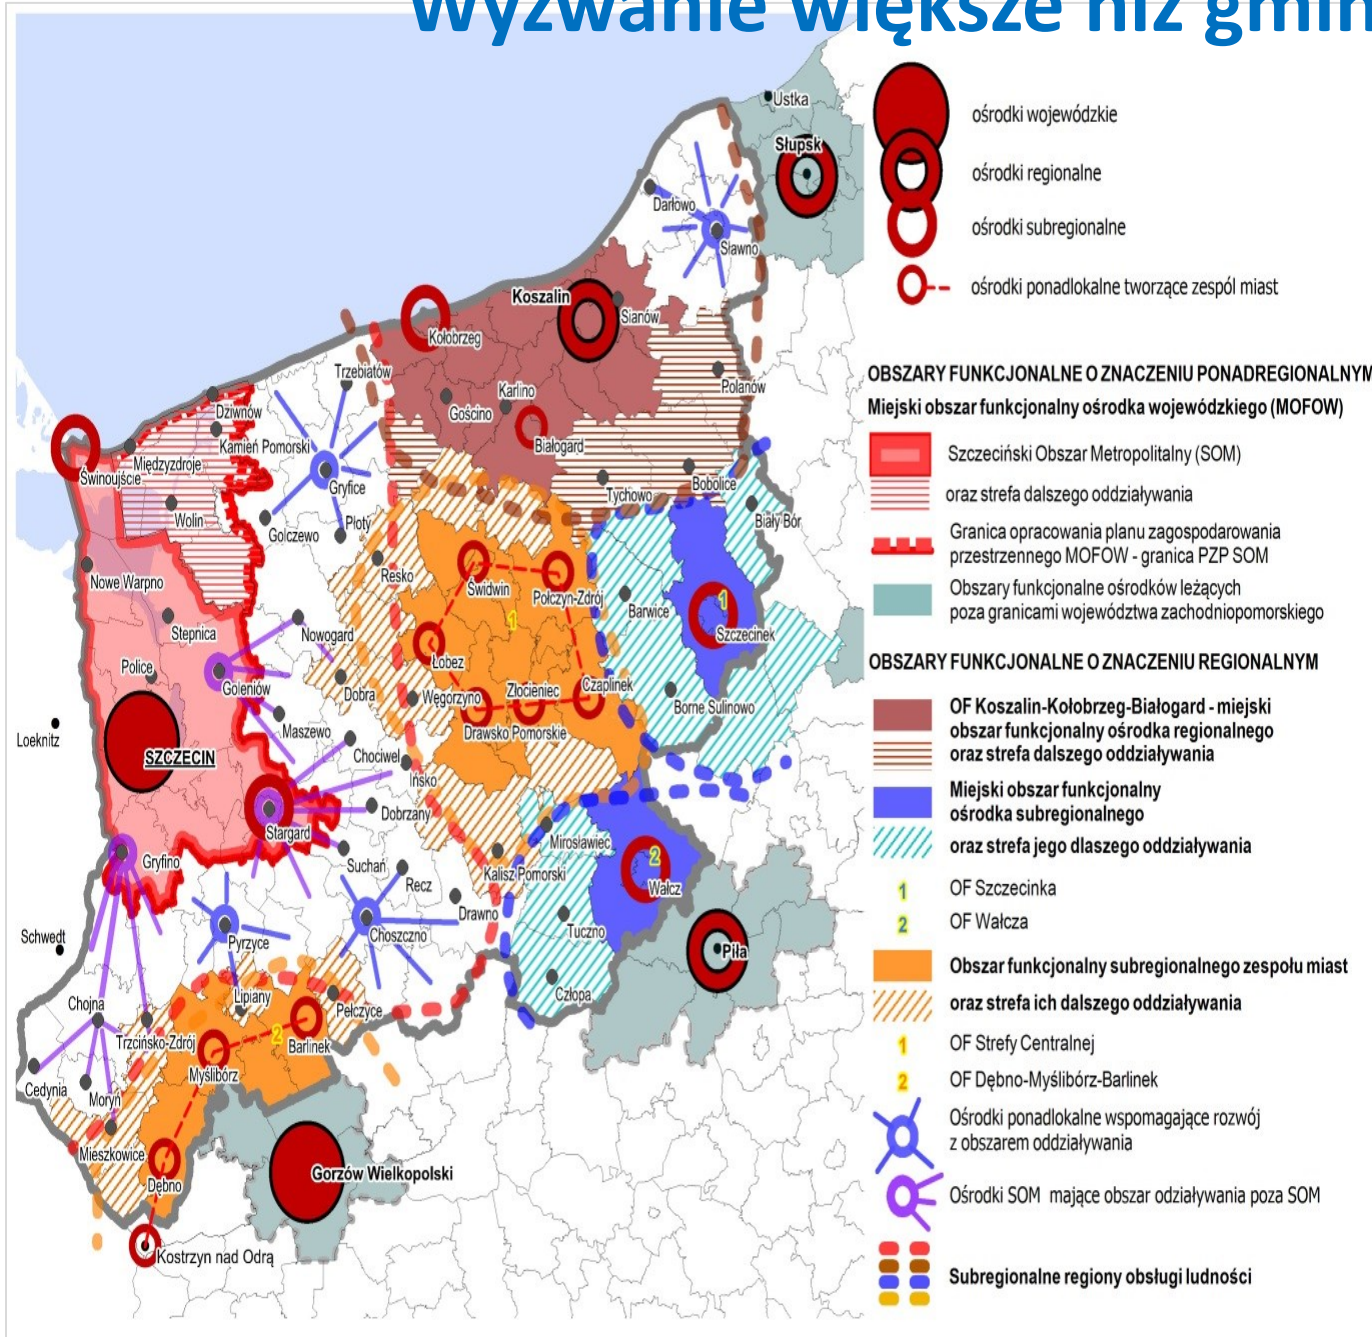 Wyzwanie większe niż gmin
Ustka
Słupsk
Darłowo
Sławno
Koszalin
Sianów
Kołobrzeg
Trzebiatów
Karlino
Gościno
Polanów
Białogard
Dziwnów
Kamień Pomorski
Międzyzdroje
Świnoujście
Gryfice
Tychowo
Bobolice
Wolin
Płoty
Golczewo
Biały Bór
Nowe Warpno
Resko
Świdwin
Połczyn-Zdrój
Barwice
1
1
Szczecinek
Stepnica
Nowogard
Łobez
Police
Goleniów
Dobra
Węgorzyno
Złocieniec
Czaplinek
Borne Sulinowo
Maszewo
Drawsko Pomorskie
Loeknitz
SZCZECIN
Chociwel
Ińsko
Dobrzany
Stargard
Mirosławiec
Suchań
Gryfino
Kalisz Pomorski
2
Wałcz
Recz
Drawno
Tuczno
Pyrzyce
Choszczno
Schwedt
Piła
Człopa
Lipiany
Pełczyce
Chojna
Trzcińsko-Zdrój
2
Barlinek
Myślibórz
Cedynia
Moryń
Mieszkowice
Dębno
Gorzów Wielkopolski
Kostrzyn nad Odrą
ośrodki wojewódzkie
ośrodki regionalne
ośrodki subregionalne
ośrodki ponadlokalne tworzące zespół miast
OBSZARY FUNKCJONALNE O ZNACZENIU PONADREGIONALNYM
Miejski obszar funkcjonalny ośrodka wojewódzkiego (MOFOW)
Szczeciński Obszar Metropolitalny (SOM)
oraz strefa dalszego oddziaływania
Granica opracowania planu zagospodarowania
przestrzennego MOFOW - granica PZP SOM
Obszary funkcjonalne ośrodków leżących
poza granicami województwa zachodniopomorskiego
OBSZARY FUNKCJONALNE O ZNACZENIU REGIONALNYM
OF Koszalin-Kołobrzeg-Białogard - miejski
obszar funkcjonalny ośrodka regionalnego
oraz strefa dalszego oddziaływania
Miejski obszar funkcjonalny
ośrodka subregionalnego
oraz strefa jego dlaszego oddziaływania
1 OF Szczecinka
2 OF Wałcza
Obszar funkcjonalny subregionalnego zespołu miast
oraz strefa ich dalszego oddziaływania
1 OF Strefy Centralnej
2 OF Dębno-Myślibórz-Barlinek
Ośrodki ponadlokalne wspomagające rozwój
z obszarem oddziaływania
Ośrodki SOM mające obszar odziaływania poza SOM
Subregionalne regiony obsługi ludności